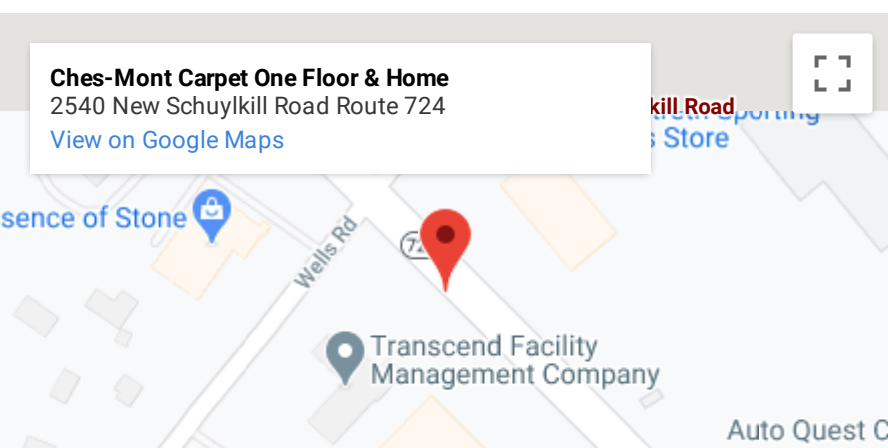 Ches-Mont Carpet One Floor & Home
2540 New Schuylkill Road Route 724
View on Google Maps
kill Road
Sporting
Store
sence of Stone
Wells Rd
Transcend Facility
Management Company
Auto Quest C